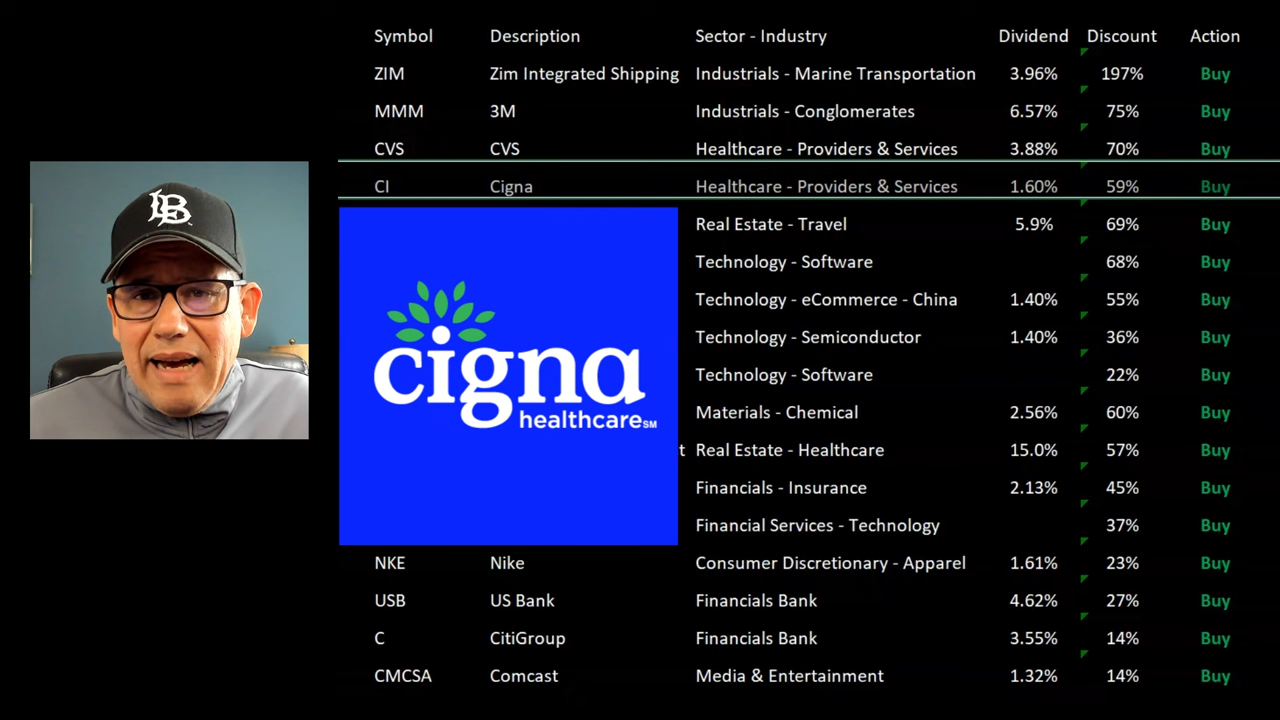 Symbol Description Sector - Industry Dividend Discount Action
ZIM Zim Integrated Shipping Industrials - Marine Transportation 3.96% 197% Buy
MMM 3M Industrials - Conglomerates 6.57% 75% Buy
CVS CVS Healthcare - Providers & Services 3.88% 70% Buy
CI Cigna Healthcare - Providers & Services 1.60% 59% Buy
Real Estate - Travel 5.9% 69% Buy
Technology - Software 68% Buy
Technology - eCommerce - China 1.40% 55% Buy
Technology - Semiconductor 1.40% 36% Buy
Technology - Software 22% Buy
Materials - Chemical 2.56% 60% Buy
t Real Estate - Healthcare 15.0% 57% Buy
Financials - Insurance 2.13% 45% Buy
Financial Services - Technology 37% Buy
NKE Nike Consumer Discretionary - Apparel 1.61% 23% Buy
USB US Bank Financials Bank 4.62% 27% Buy
C CitiGroup Financials Bank 3.55% 14% Buy
CMCSA Comcast Media & Entertainment 1.32% 14% Buy
LB
cigna
healthcare℠